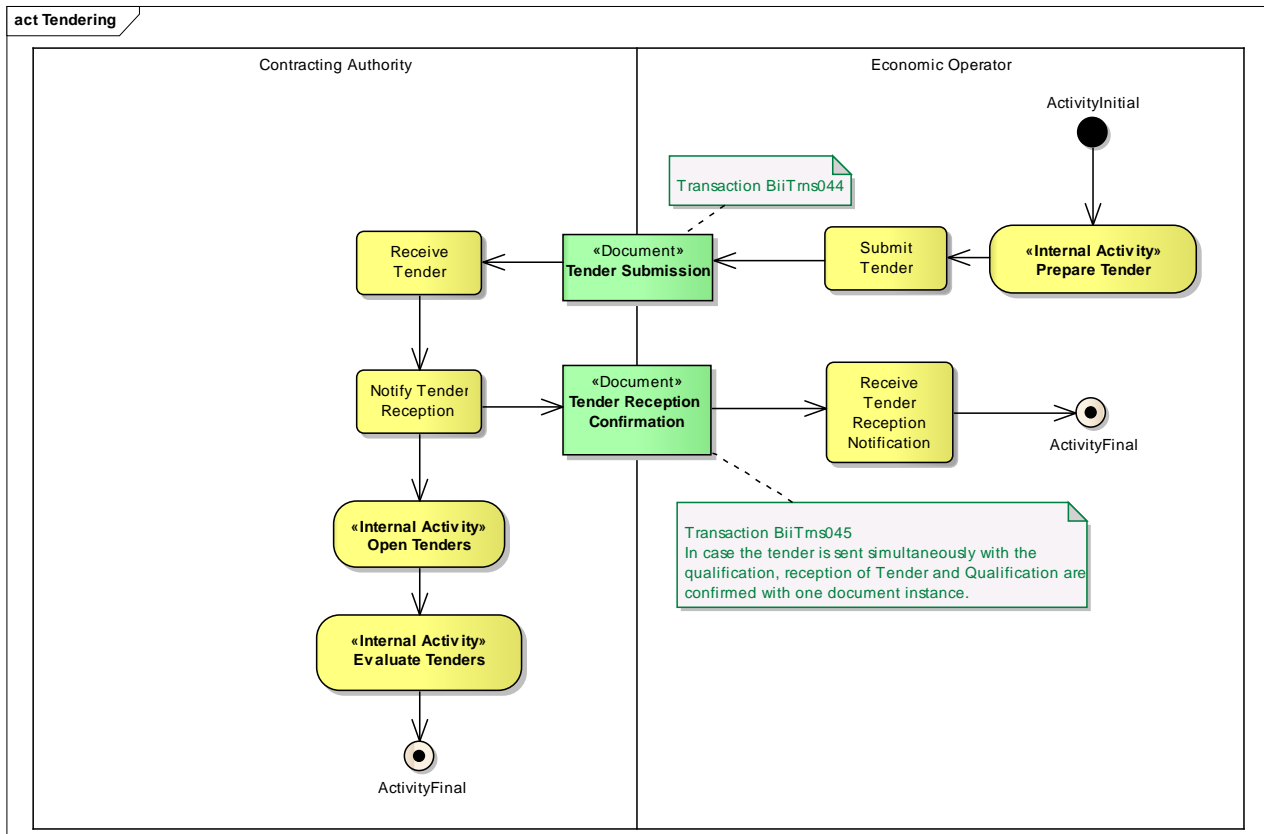 act Tendering
Contracting Authority
Economic Operator
ActivityInitial
Transaction BiiTrns044
Receive
Tender
«Document»
Tender Submission
Submit
Tender
«Internal Activity»
Prepare Tender
Notify Tender
Reception
«Document»
Tender Reception
Confirmation
Receive
Tender
Reception
Notification
ActivityFinal
«Internal Activity»
Open Tenders
Transaction BiiTrns045
In case the tender is sent simultaneously with the
qualification, reception of Tender and Qualification are
confirmed with one document instance.
«Internal Activity»
Evaluate Tenders
ActivityFinal